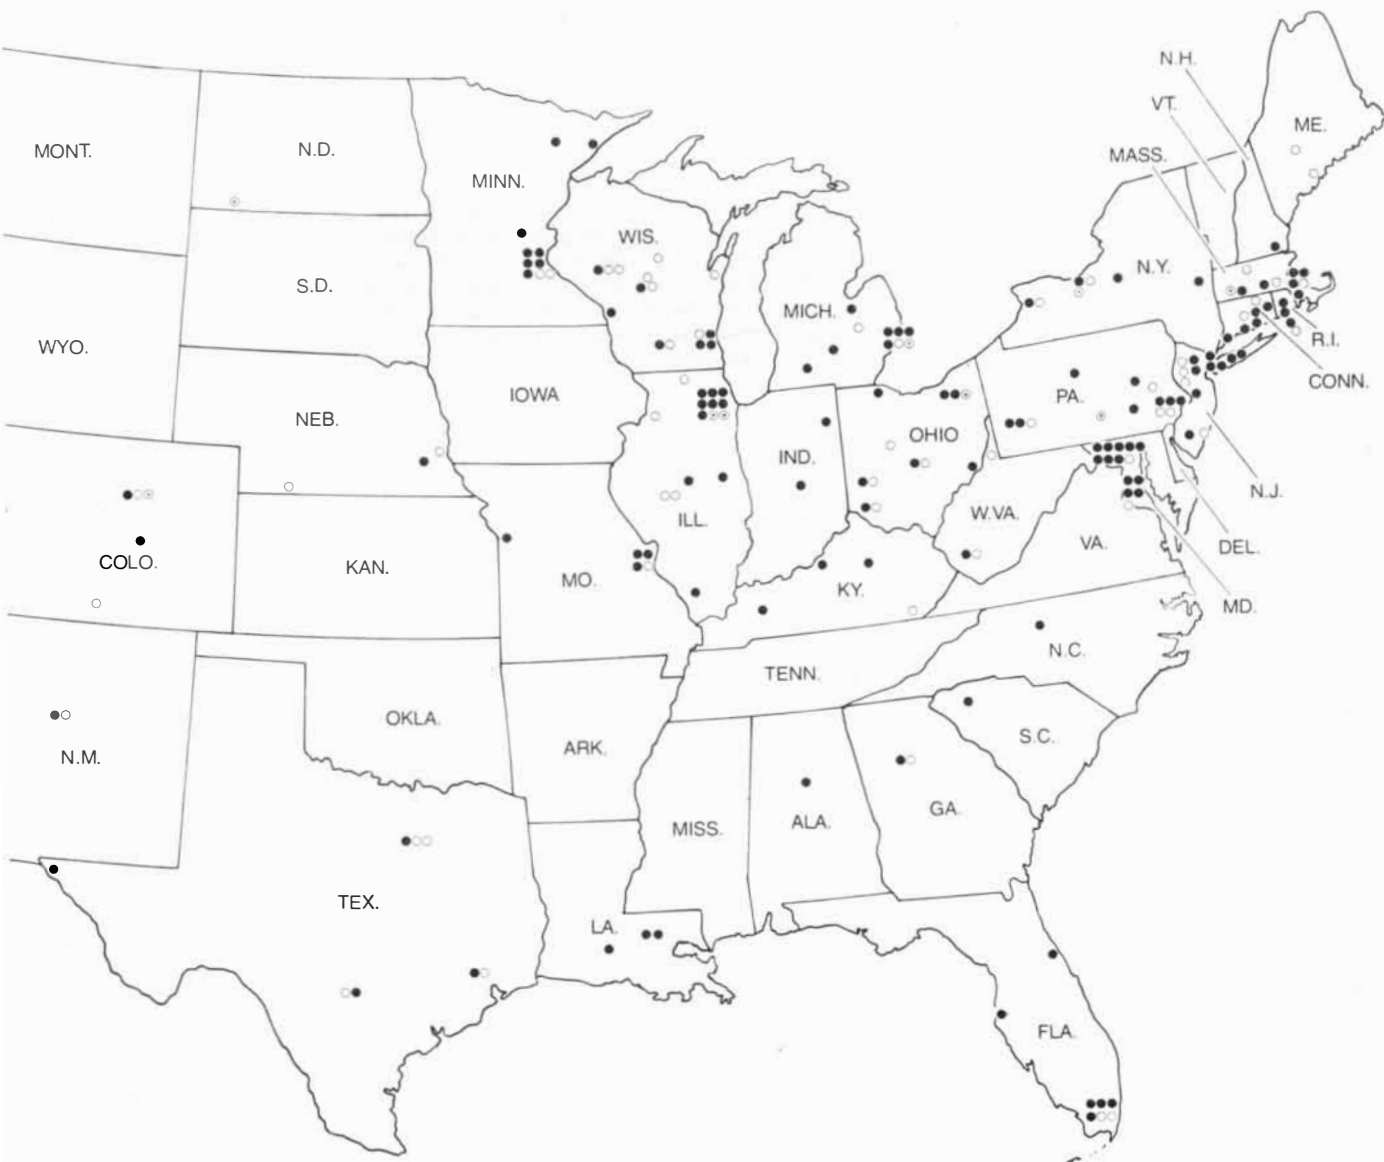 N.H.
VT.
ME.
MONT.
N.D.
MASS.
MINN.
WIS.
N.Y.
S.D.
MICH.
R.I.
WYO.
CONN.
IOWA
PA.
NEB.
OHIO
IND.
N.J.
W.VA.
ILL.
VA.
DEL.
COLO.
KAN.
MO.
KY.
MD.
N.C.
TENN.
OKLA.
S.C.
ARK.
N.M.
GA.
ALA.
MISS.
TEX.
LA.
FLA.